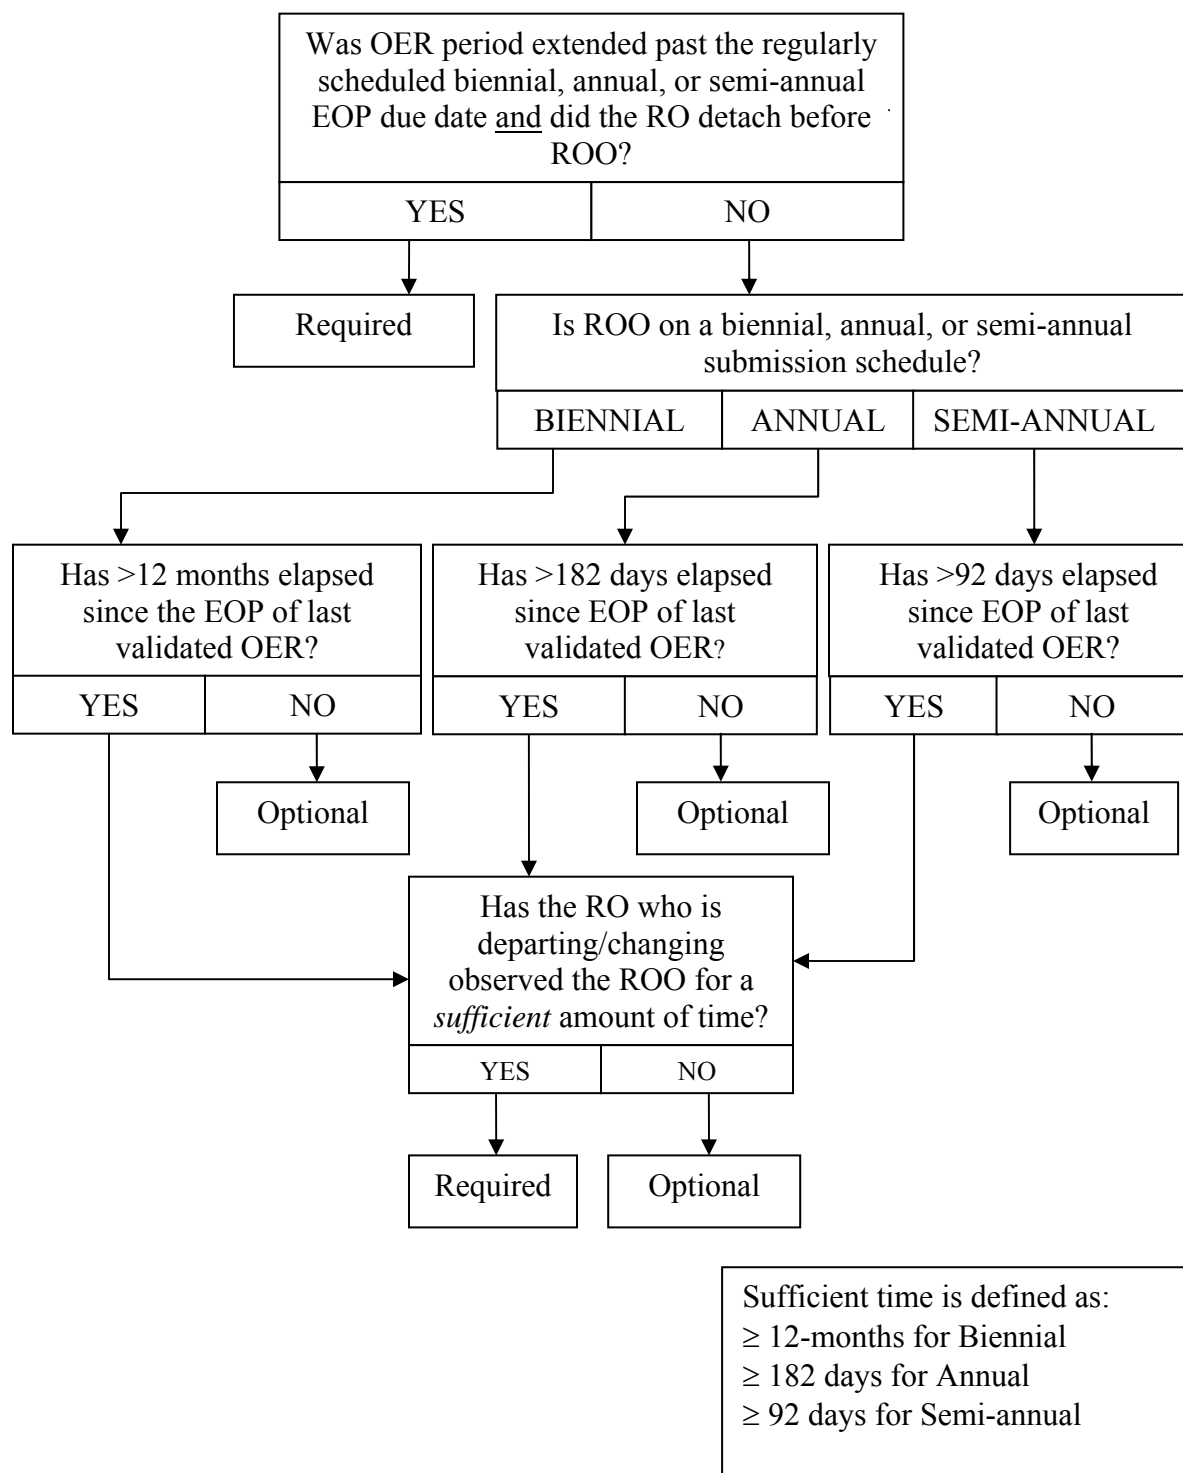 Was OER period extended past the regularly
scheduled biennial, annual, or semi-annual
EOP due date and did the RO detach before
ROO?
YES
NO
Required
Is ROO on a biennial, annual, or semi-annual
submission schedule?
BIENNIAL
ANNUAL
SEMI-ANNUAL
Has >12 months elapsed
since the EOP of last
validated OER?
YES
NO
Has >182 days elapsed
since EOP of last
validated OER?
YES
NO
Has >92 days elapsed
since EOP of last
validated OER?
YES
NO
Optional
Optional
Optional
Has the RO who is
departing/changing
observed the ROO for a
sufficient amount of time?
YES
NO
Required
Optional
Sufficient time is defined as:
≥ 12-months for Biennial
≥ 182 days for Annual
≥ 92 days for Semi-annual